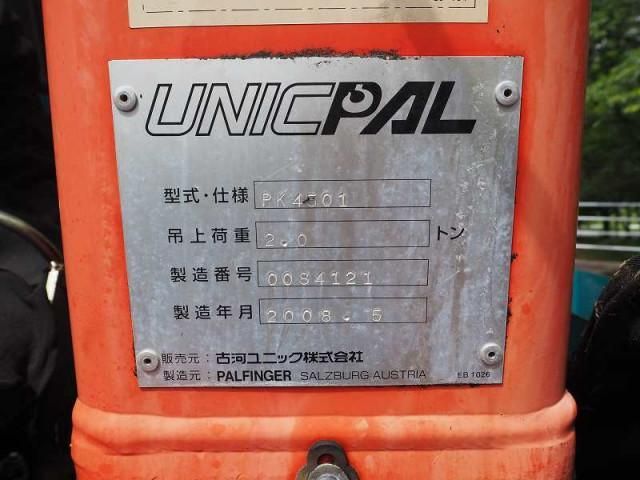 UNICPAL
型式・仕様 PK4501
吊上荷重 2.0 トン
製造番号 00S4121
製造年月 2008.5
販売元: 古河ユニック株式会社
製造元: PALFINGER SALZBURG AUSTRIA EB 1026